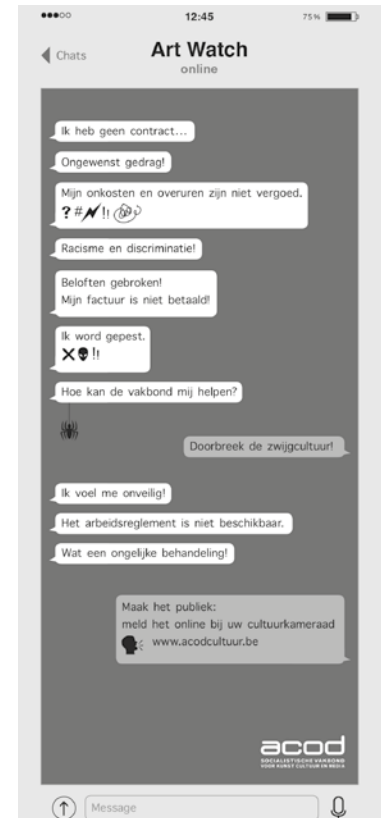 12:45
75%
Chats
Art Watch
online
Ik heb geen contract...
Ongewenst gedrag!
Mijn onkosten en overuren zijn niet vergoed.
?#!!
Racisme en discriminatie!
Beloften gebroken!
Mijn factuur is niet betaald!
Ik word gepest.
!!
Hoe kan de vakbond mij helpen?
Doorbreek de zwijgcultuur!
Ik voel me onveilig!
Het arbeidsreglement is niet beschikbaar.
Wat een ongelijke behandeling!
Maak het publiek:
meld het online bij uw cultuurkameraad
www.acodcultuur.be
acod
SOCIALISTISCHE VAKBOND
VOOR KUNST CULTUUR EN MEDIA
Message